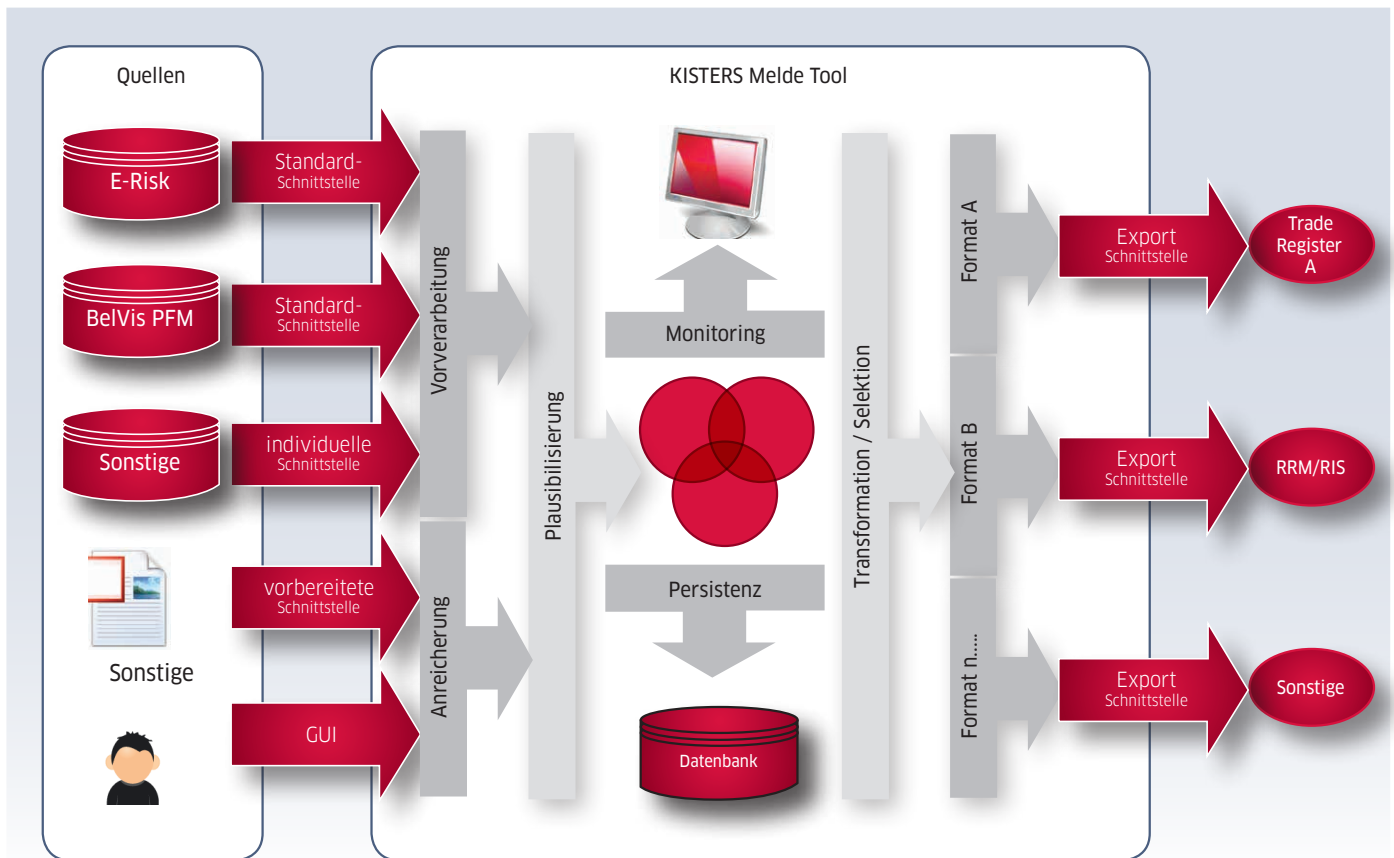 Quellen
KISTERS Melde Tool
E-Risk
BelVis PFM
Sonstige
Sonstige
Standard-
Schnittstelle
Standard-
Schnittstelle
individuelle
Schnittstelle
vorbereitete
Schnittstelle
GUI
Vorverarbeitung
Anreicherung
Plausibilisierung
Monitoring
Persistenz
Datenbank
Transformation / Selektion
Format A
Format B
Format n.....
Export
Schnittstelle
Export
Schnittstelle
Export
Schnittstelle
Trade
Register
A
RRM/RIS
Sonstige